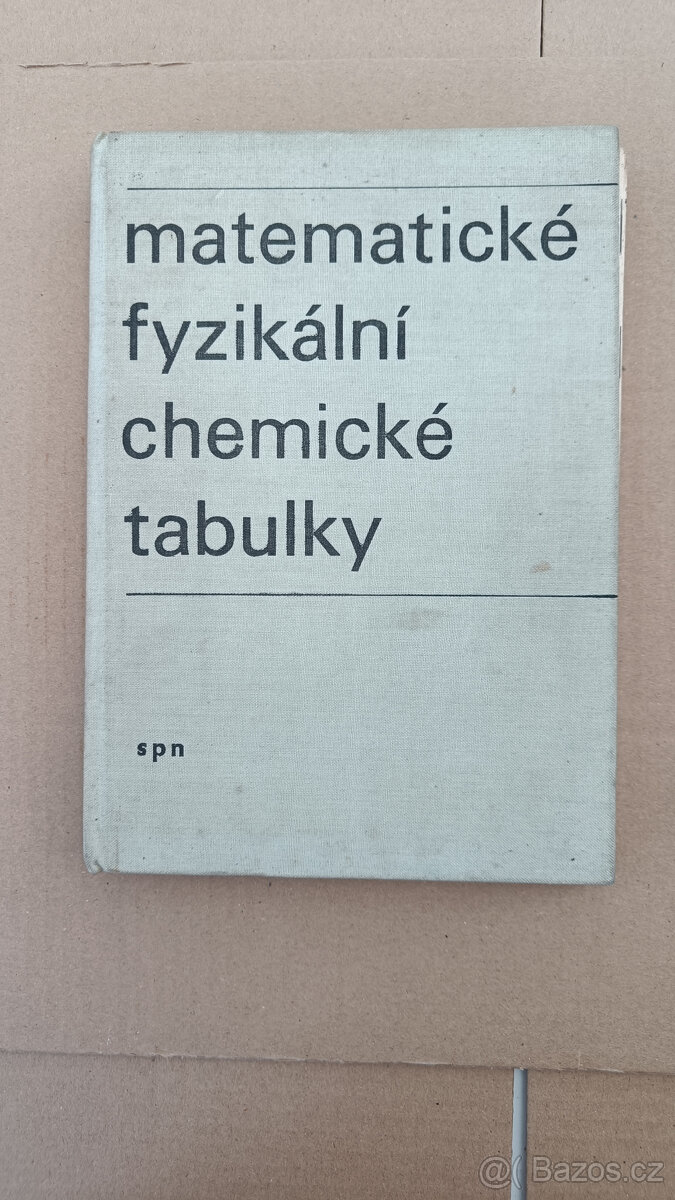 matematické
fyzikální
chemické
tabulky
spn
@( Bazos.cz